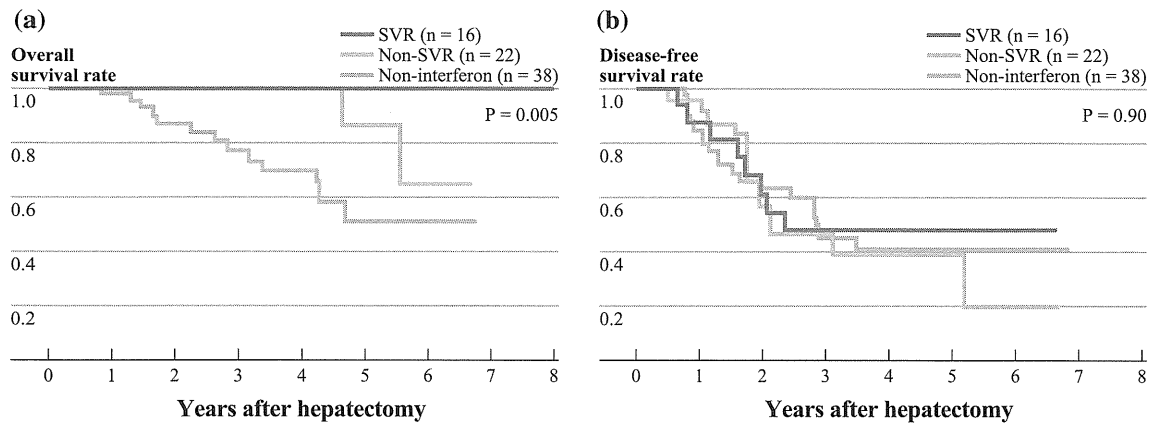 (a)
SVR (n = 16)
Non-SVR (n = 22)
Non-interferon (n = 38)
Overall
survival rate
P = 0.005
1.0
0.8
0.6
0.4
0.2
0 1 2 3 4 5 6 7 8
Years after hepatectomy
(b)
SVR (n = 16)
Non-SVR (n = 22)
Non-interferon (n = 38)
Disease-free
survival rate
P = 0.90
1.0
0.8
0.6
0.4
0.2
0 1 2 3 4 5 6 7 8
Years after hepatectomy